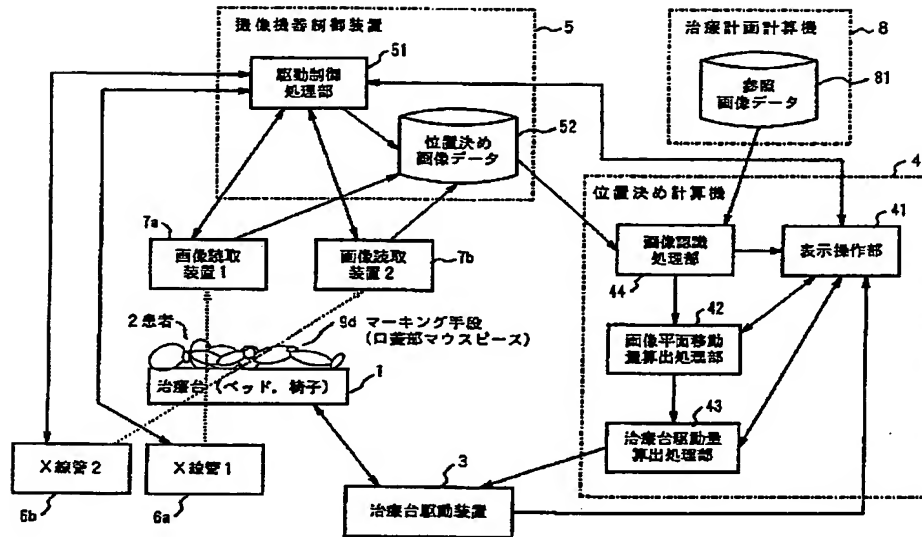 撮像機器制御装置
5
51
駆動制御
処理部
位置決め
画像データ
52
治療計画計算機
8
参照
画像データ
81
4
位置決め計算機
41
表示操作部
画像認識
処理部
44
42
画像平面移動
量算出処理部
43
治療台駆動量
算出処理部
7a
画像読取
装置1
画像読取
装置2
7b
2患者
9d マーキング手段
(口蓋部マウスピース)
治療台(ベッド,椅子)
1
X線管2
6b
X線管1
6a
3
治療台駆動装置